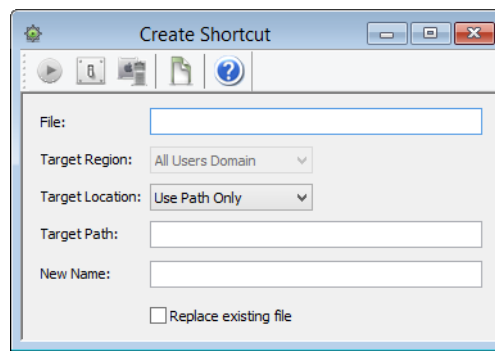 Create Shortcut
File:
Target Region: All Users Domain
Target Location: Use Path Only
Target Path:
New Name:
Replace existing file